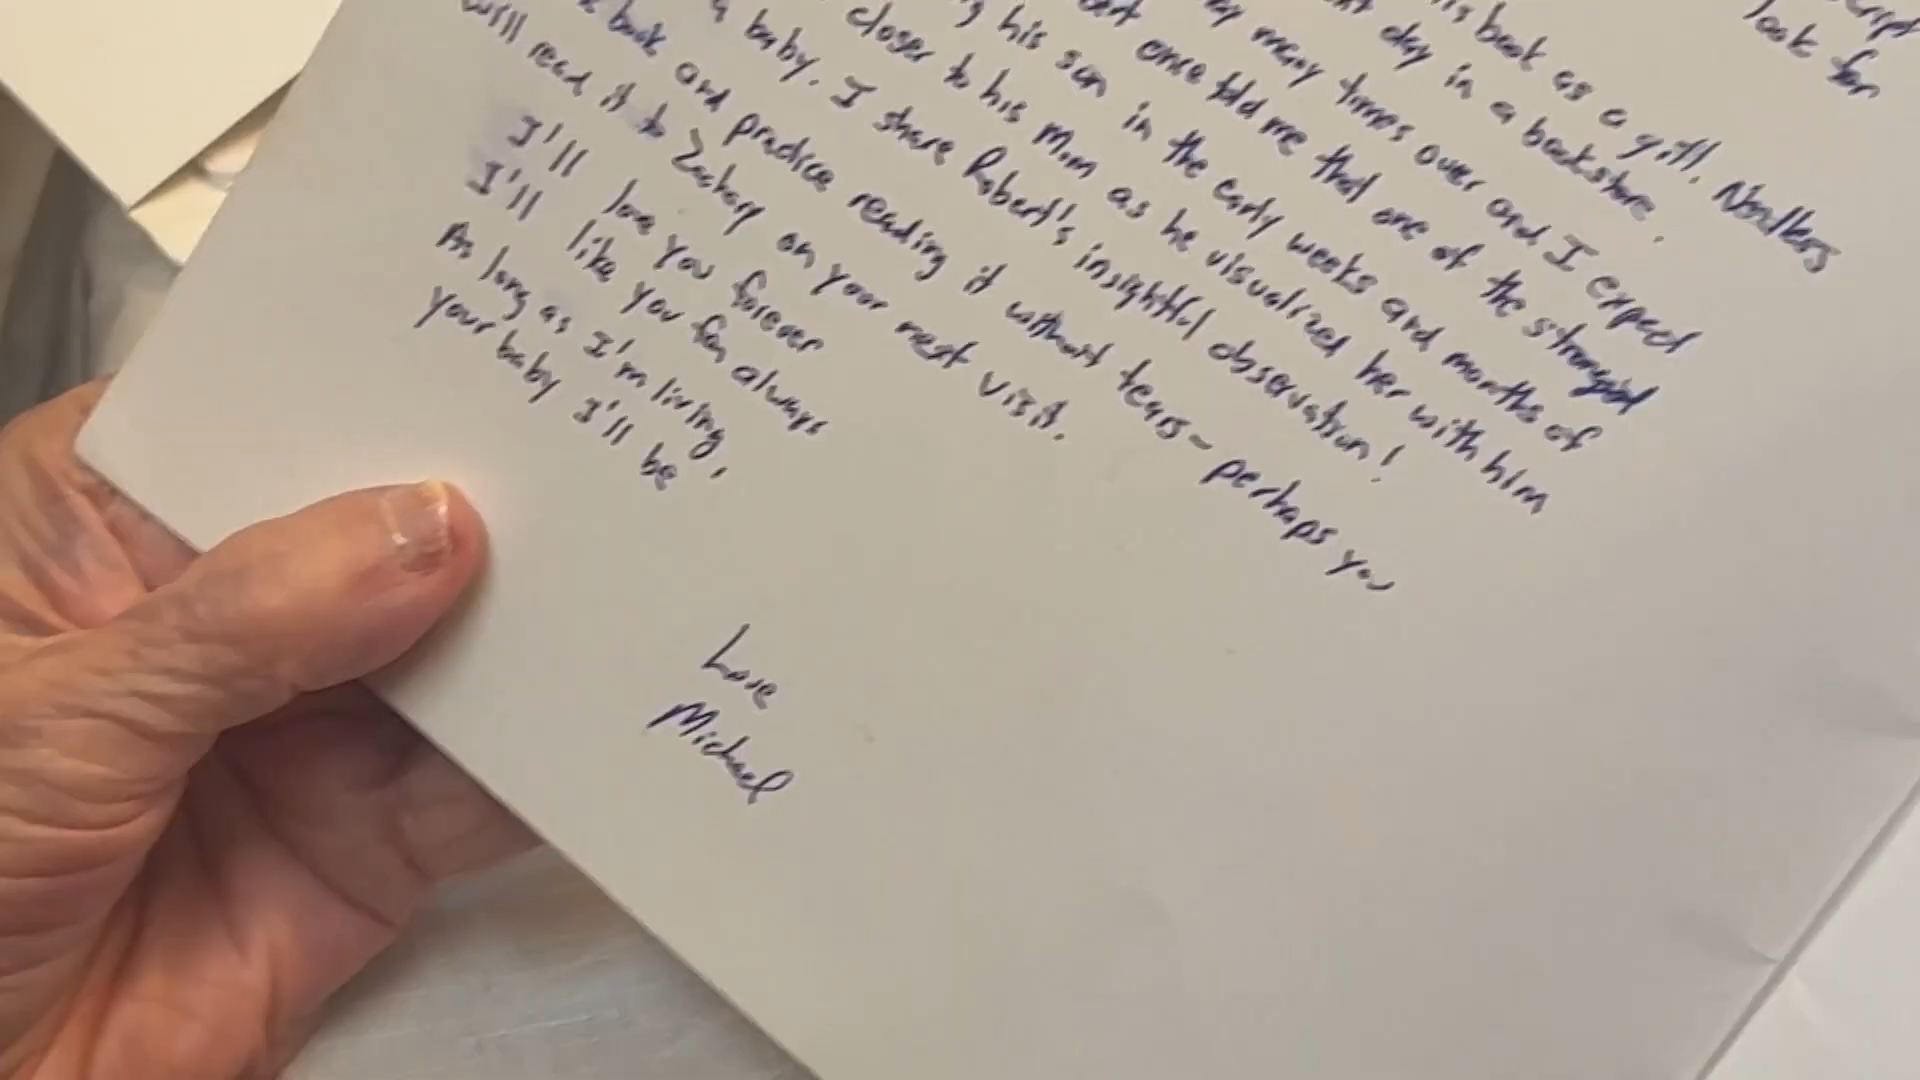 look for
book as a gift.
day in a bookstore.
many times over and I expect
once told me that one of the strongest
his son in the early weeks and months of
closer to his Mom as he visualized her with him
a baby. I share Robert's insightful observation!
book and practice reading it without tears - perhaps you
will read it to Zachary on your next visit.
I'll love you forever
I'll like you for always
As long as I'm living,
your baby I'll be
Love
Michael